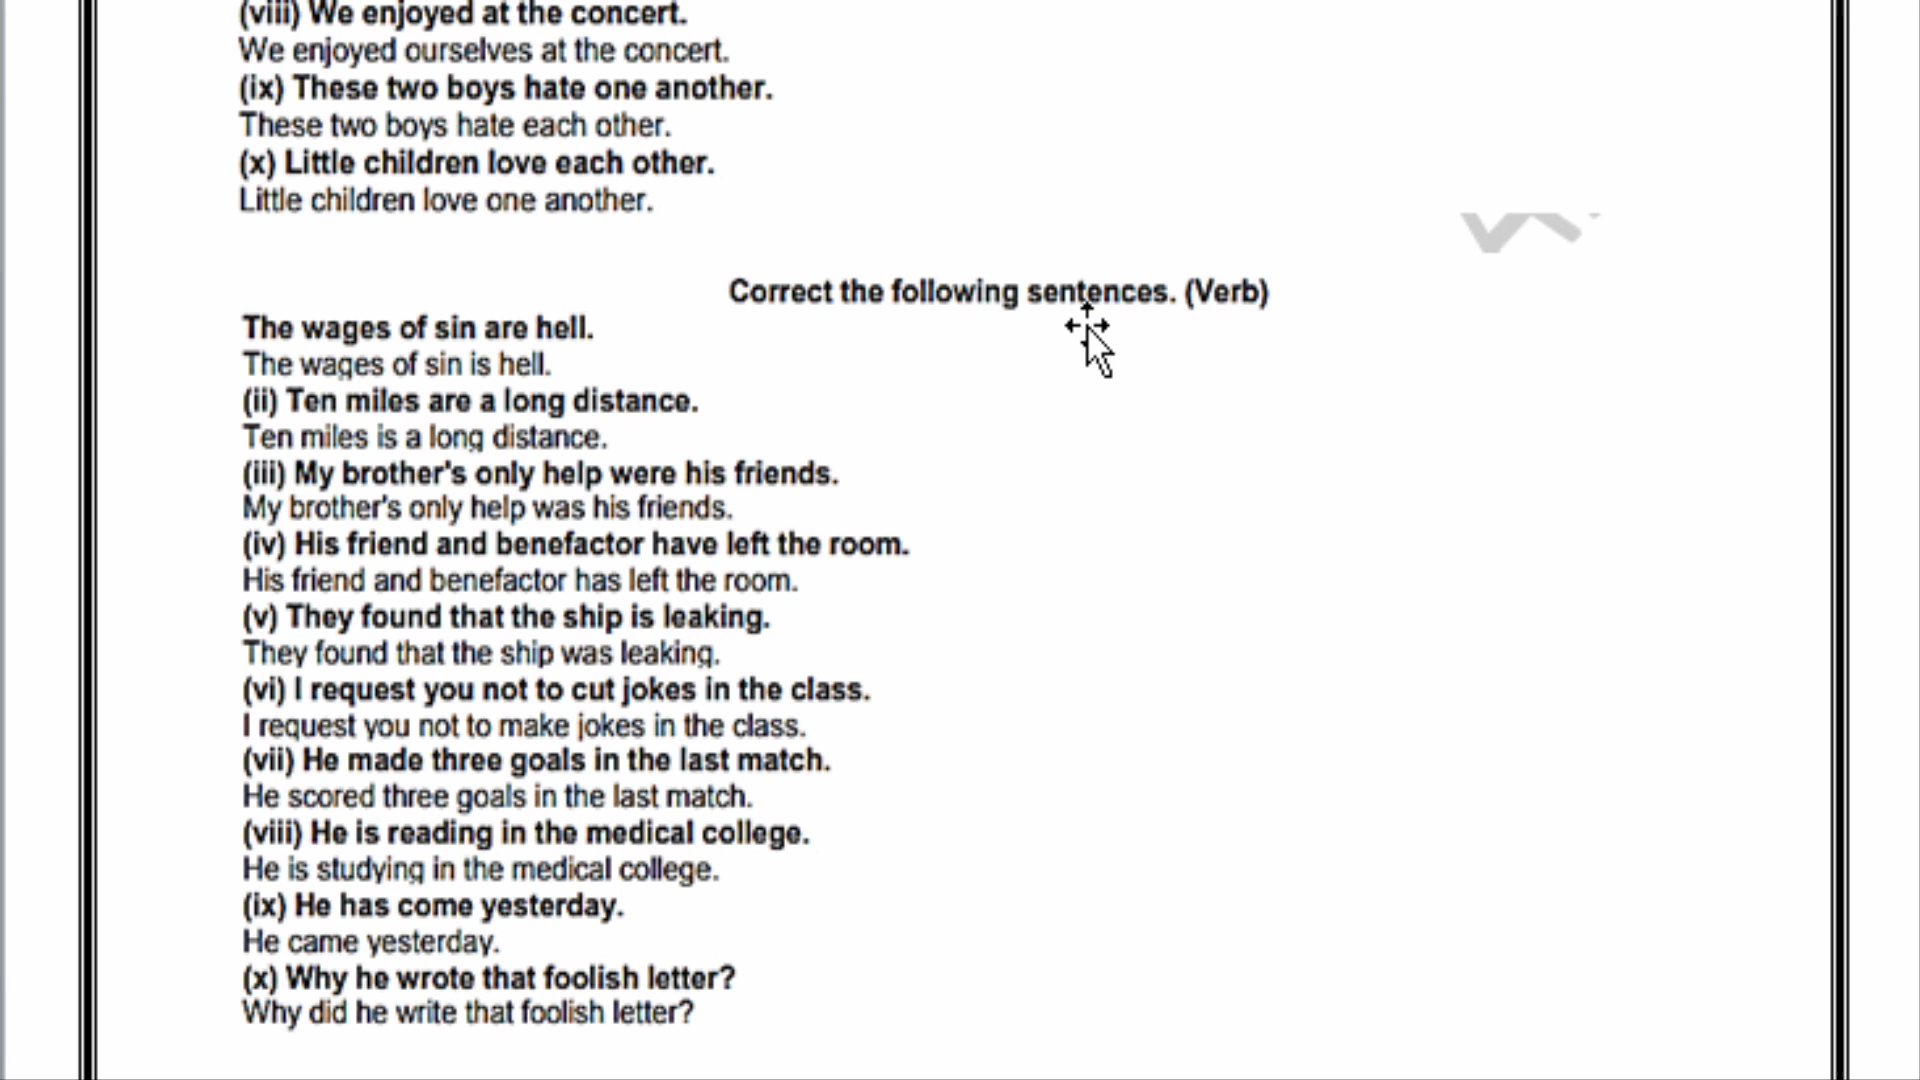 (viii) We enjoyed at the concert.
We enjoyed ourselves at the concert.
(ix) These two boys hate one another.
These two boys hate each other.
(x) Little children love each other.
Little children love one another.
Correct the following sentences. (Verb)
The wages of sin are hell.
The wages of sin is hell.
(ii) Ten miles are a long distance.
Ten miles is a long distance.
(iii) My brother's only help were his friends.
My brother's only help was his friends.
(iv) His friend and benefactor have left the room.
His friend and benefactor has left the room.
(v) They found that the ship is leaking.
They found that the ship was leaking.
(vi) I request you not to cut jokes in the class.
I request you not to make jokes in the class.
(vii) He made three goals in the last match.
He scored three goals in the last match.
(viii) He is reading in the medical college.
He is studying in the medical college.
(ix) He has come yesterday.
He came yesterday.
(x) Why he wrote that foolish letter?
Why did he write that foolish letter?